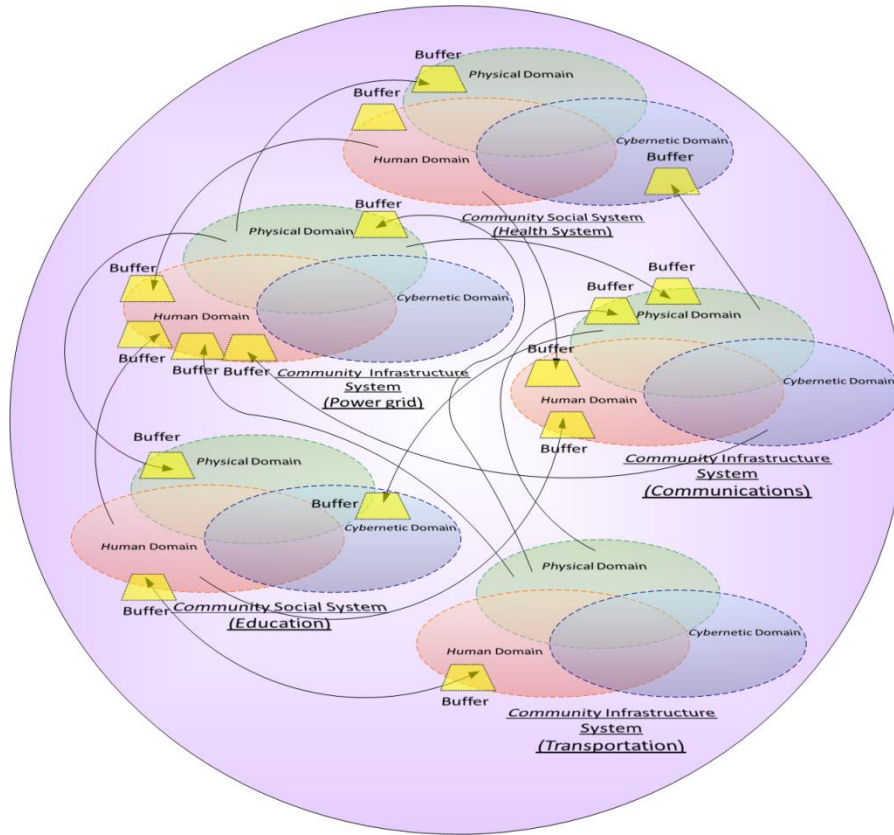 Buffer
Physical Domain
Buffer
Cybernetic Domain
Human Domain
Buffer
Community Social System
(Health System)
Buffer
Physical Domain
Buffer
Cybernetic Domain
Human Domain
Buffer
Buffer
Buffer
Community Infrastructure
System
(Power grid)
Buffer
Buffer
Physical Domain
Buffer
Cybernetic Domain
Human Domain
Buffer
Community Infrastructure
System
(Communications)
Buffer
Physical Domain
Buffer
Cybernetic Domain
Human Domain
Buffer
Community Social System
(Education)
Physical Domain
Cybernetic Domain
Human Domain
Buffer
Community Infrastructure
System
(Transportation)